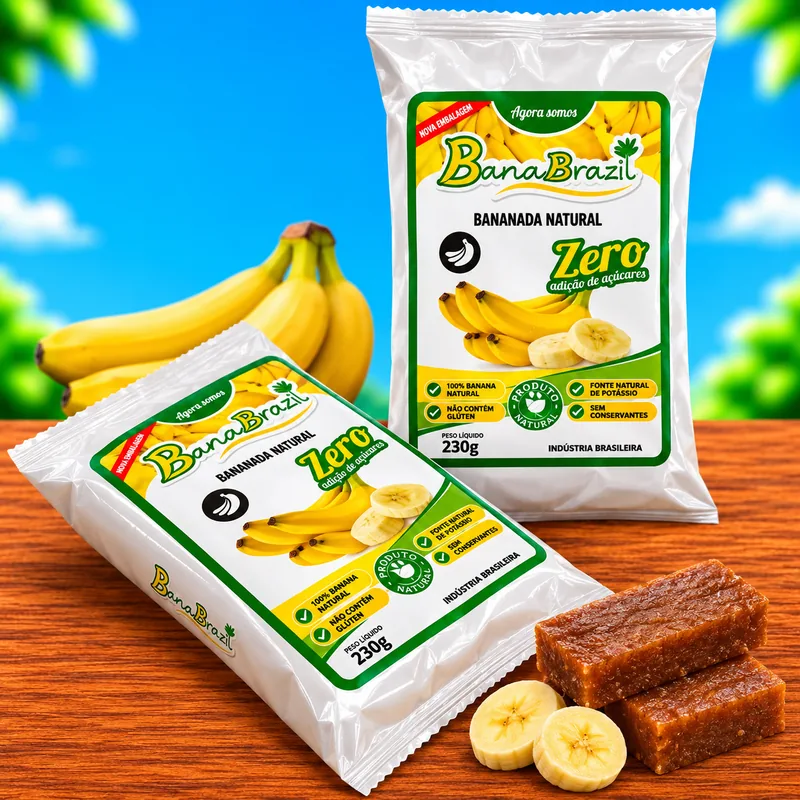 NOVA EMBALAGEM
Agora somos
BanaBrazil
BANANADA NATURAL
Zero
adição de açúcares
100% BANANA
NATURAL
NÃO CONTÉM
GLÚTEN
PRODUTO
NATURAL
FONTE NATURAL
DE POTÁSSIO
SEM
CONSERVANTES
PESO LÍQUIDO
230g
INDÚSTRIA BRASILEIRA
Agora somos
NOVA EMBALAGEM
BanaBrazil
BANANADA NATURAL
Zero
adição de açúcares
FONTE NATURAL
DE POTÁSSIO
SEM
CONSERVANTES
PRODUTO
NATURAL
100% BANANA
NATURAL
NÃO CONTÉM
GLÚTEN
PESO LÍQUIDO
230g
INDÚSTRIA BRASILEIRA
BanaBrazil